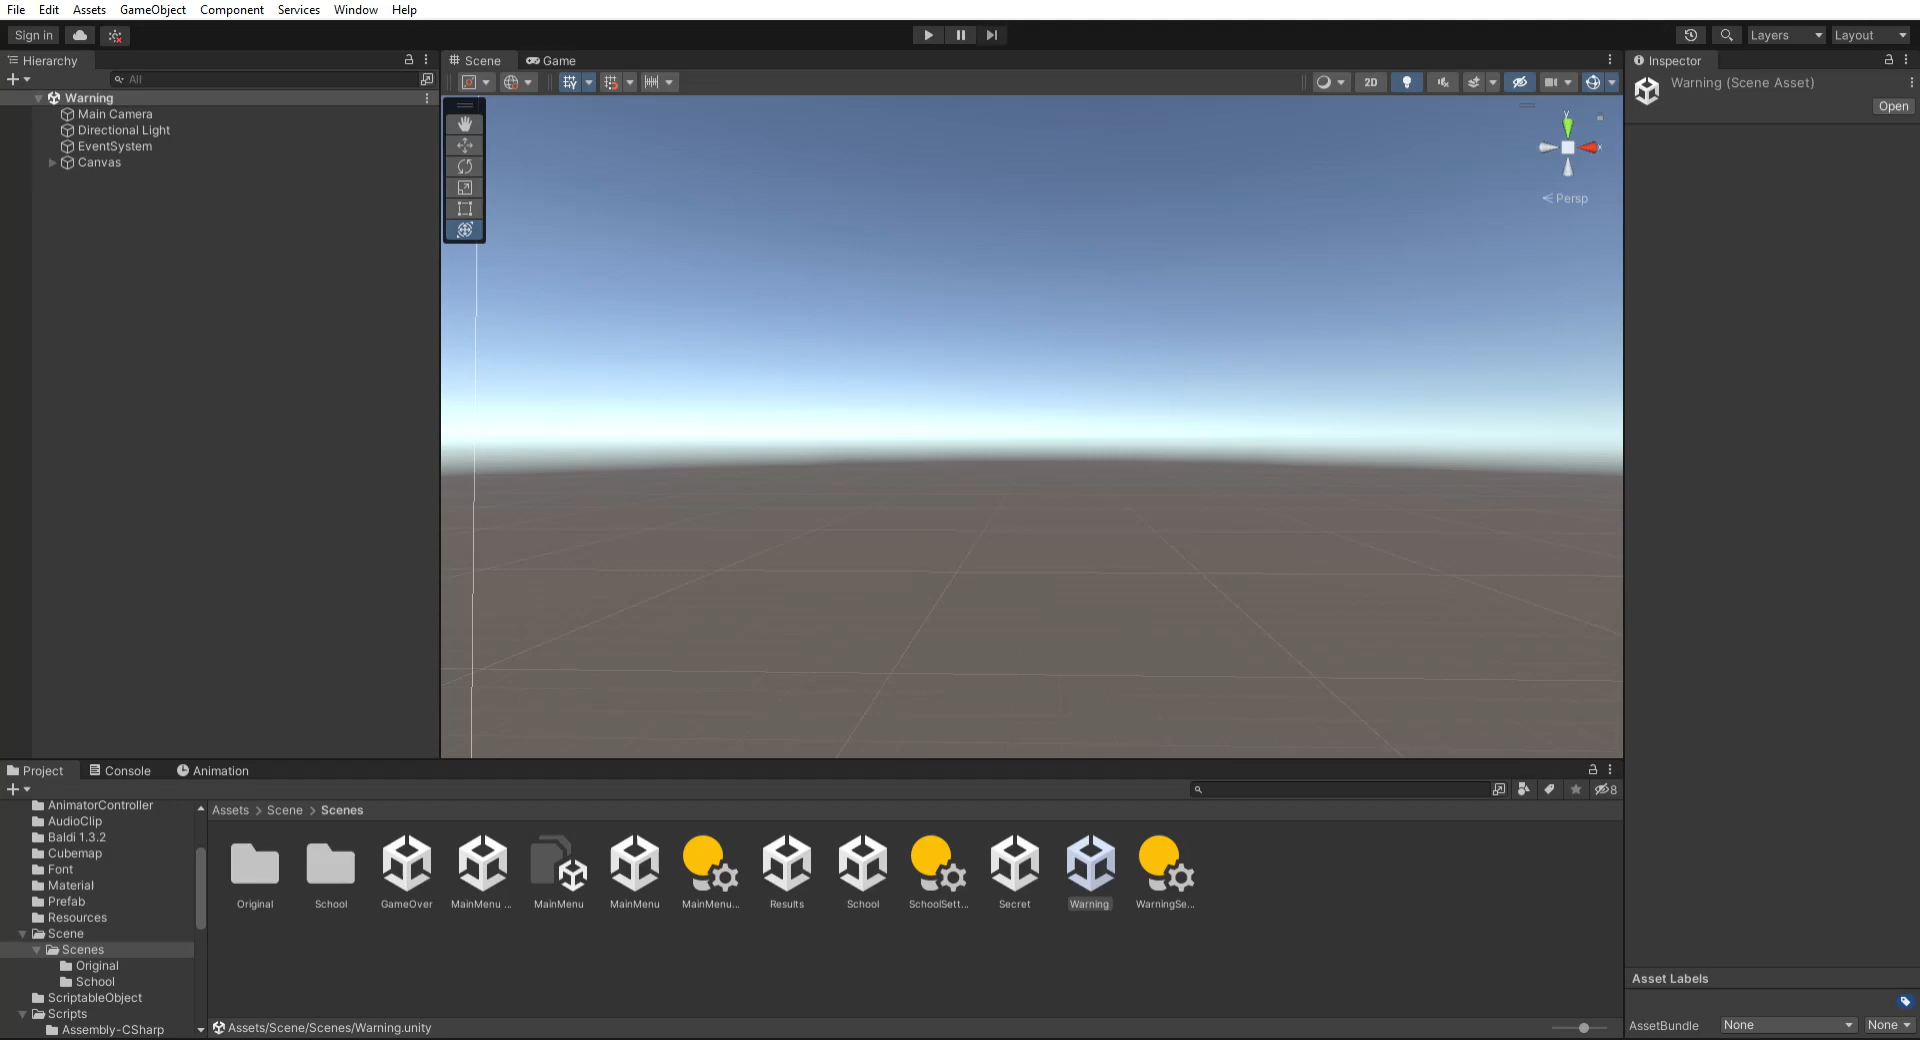 File Edit Assets GameObject Component Services Window Help
Sign in
Layers
Layout
Hierarchy
All
Warning
Main Camera
Directional Light
EventSystem
Canvas
Scene
Game
2D
y
x
Persp
Inspector
Warning (Scene Asset)
Open
Project
Console
Animation
8
AnimatorController
AudioClip
Baldi 1.3.2
Cubemap
Font
Material
Prefab
Resources
Scene
Scenes
Original
School
ScriptableObject
Scripts
Assembly-CSharp
Assets > Scene > Scenes
Original
School
GameOver
MainMenu ...
MainMenu
MainMenu
MainMenu...
Results
School
SchoolSett...
Secret
Warning
WarningSe...
Assets/Scene/Scenes/Warning.unity
Asset Labels
AssetBundle
None
None